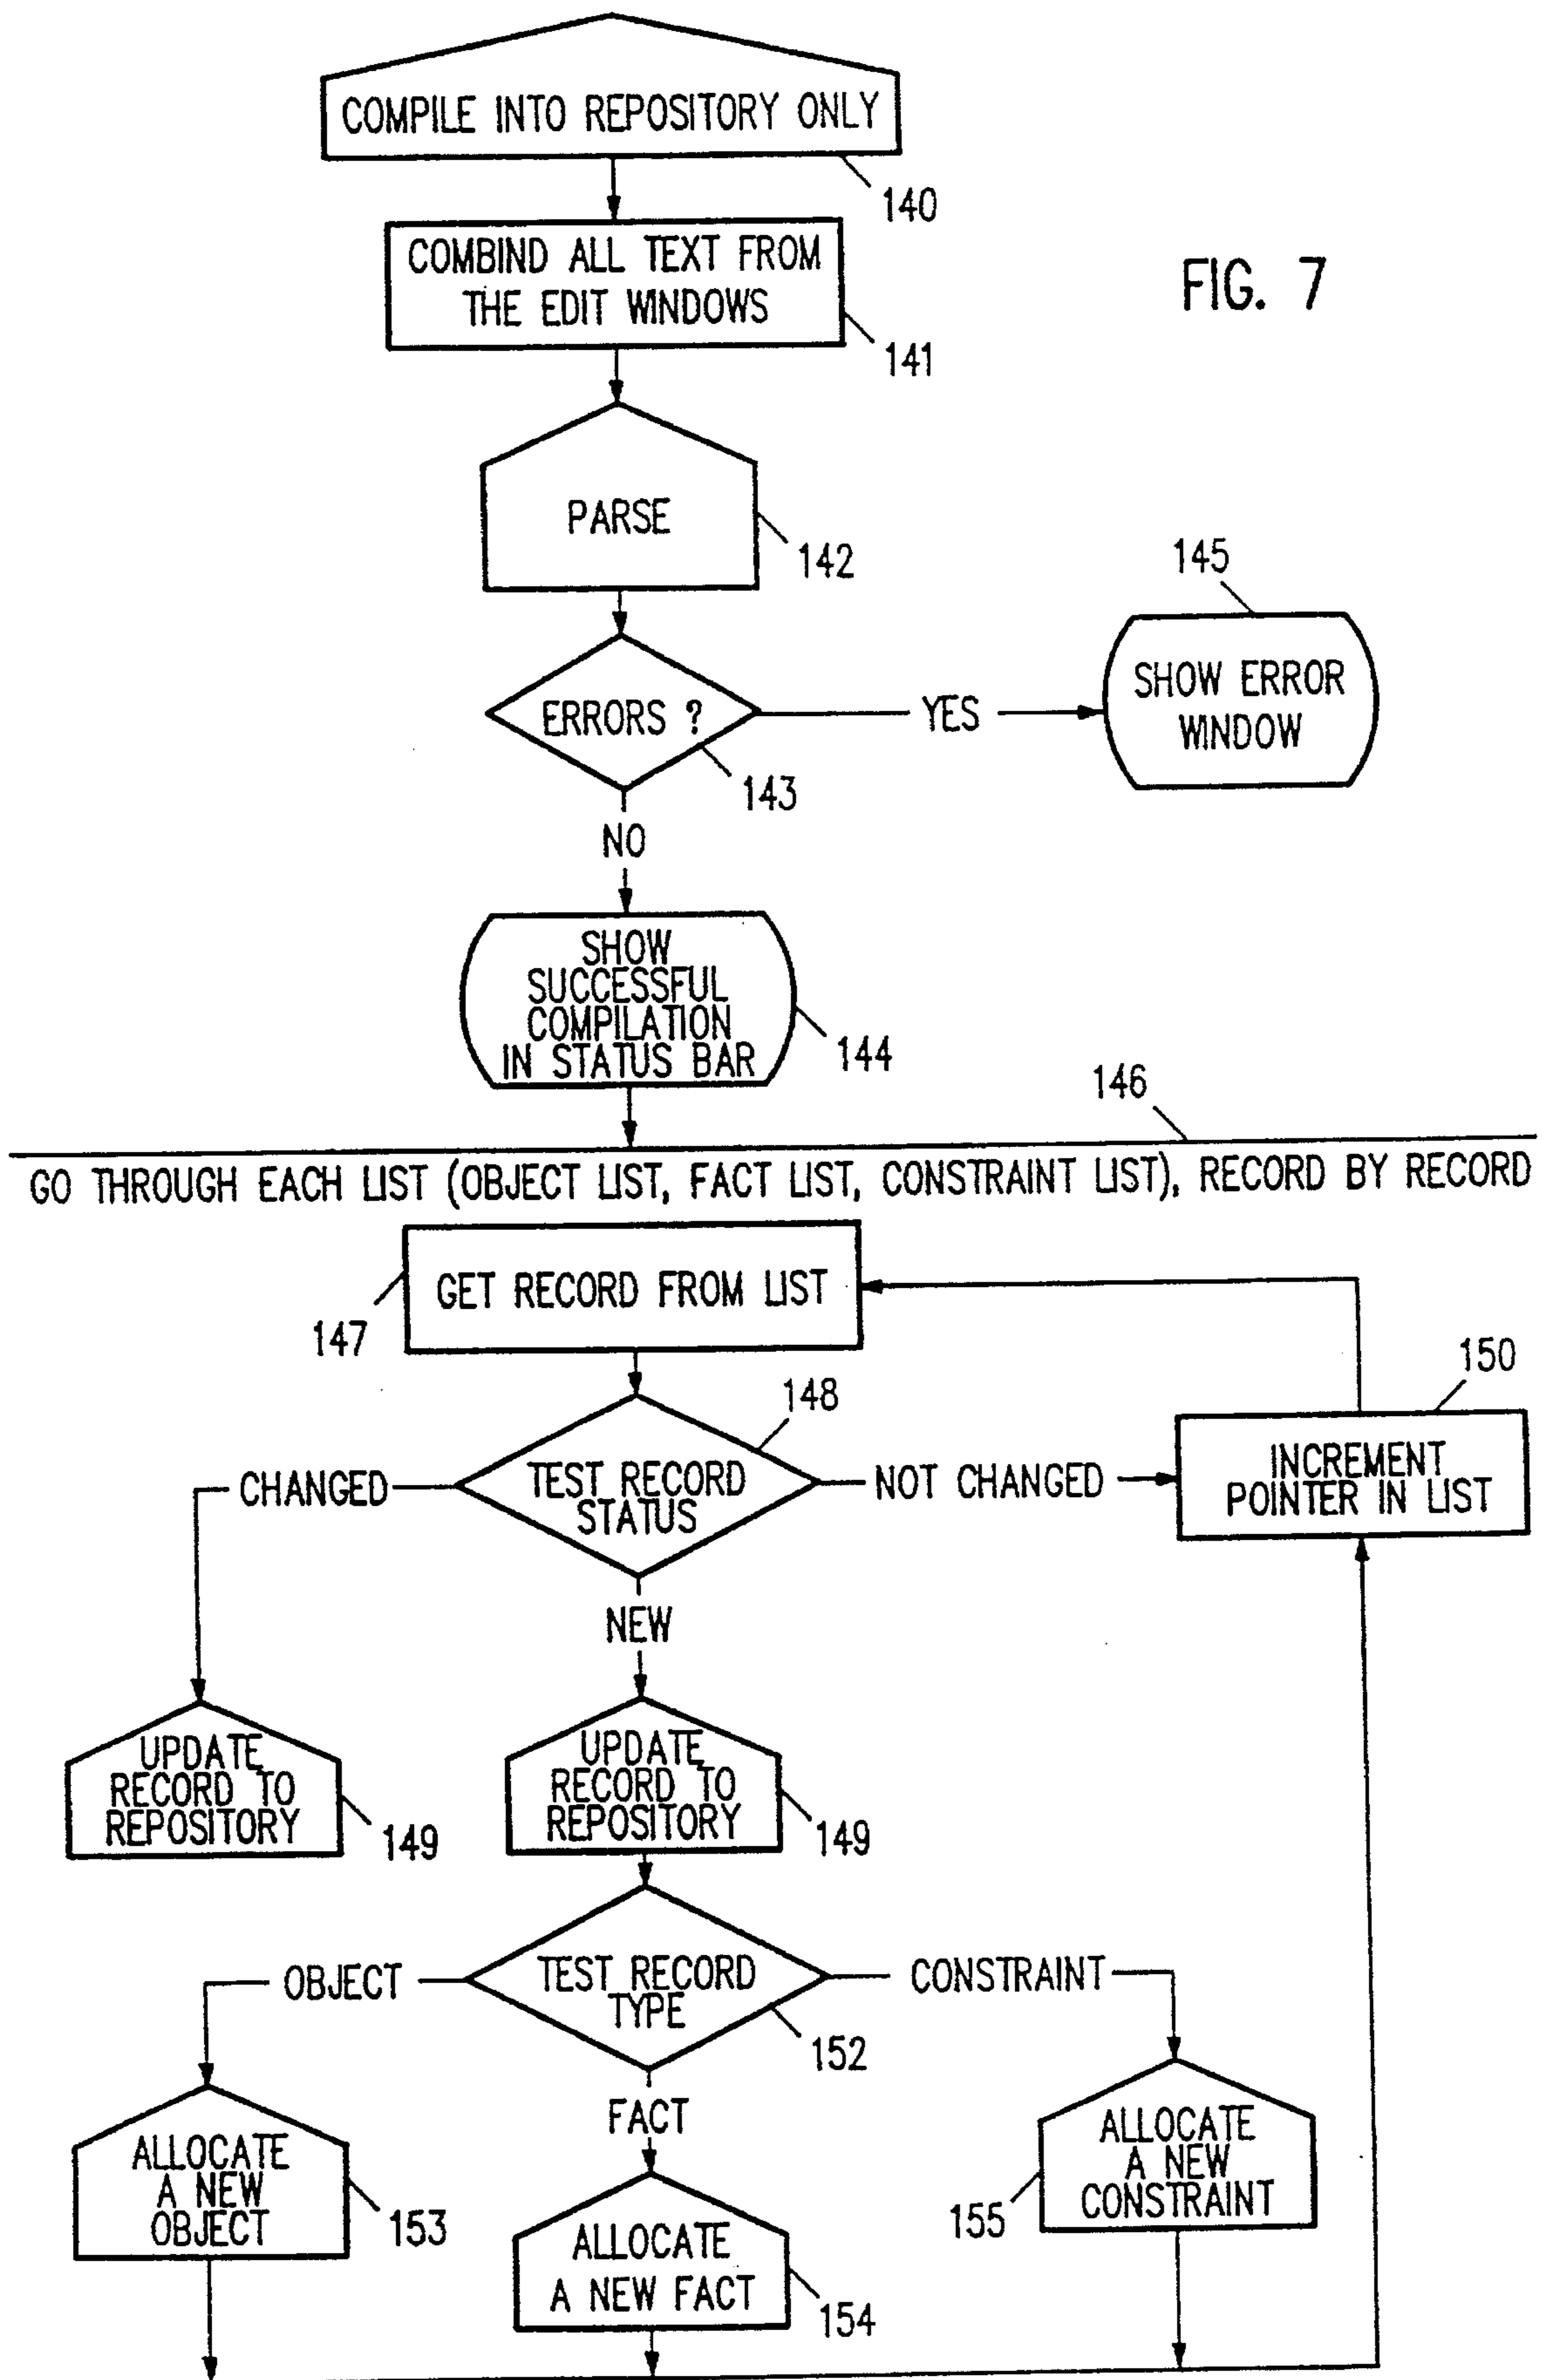 COMPILE INTO REPOSITORY ONLY
140
COMBIND ALL TEXT FROM
THE EDIT WINDOWS
141
FIG. 7
PARSE
142
145
SHOW ERROR
WINDOW
ERRORS ?
YES
143
NO
SHOW
SUCCESSFUL
COMPILATION
IN STATUS BAR
144
146
GO THROUGH EACH LIST (OBJECT LIST, FACT LIST, CONSTRAINT LIST), RECORD BY RECORD
GET RECORD FROM LIST
147
148
150
CHANGED
TEST RECORD
STATUS
NOT CHANGED
INCREMENT
POINTER IN LIST
NEW
UPDATE
RECORD TO
REPOSITORY
149
UPDATE
RECORD TO
REPOSITORY
149
OBJECT
TEST RECORD
TYPE
CONSTRAINT
152
FACT
ALLOCATE
A NEW
OBJECT
153
ALLOCATE
A NEW FACT
154
ALLOCATE
A NEW
CONSTRAINT
155